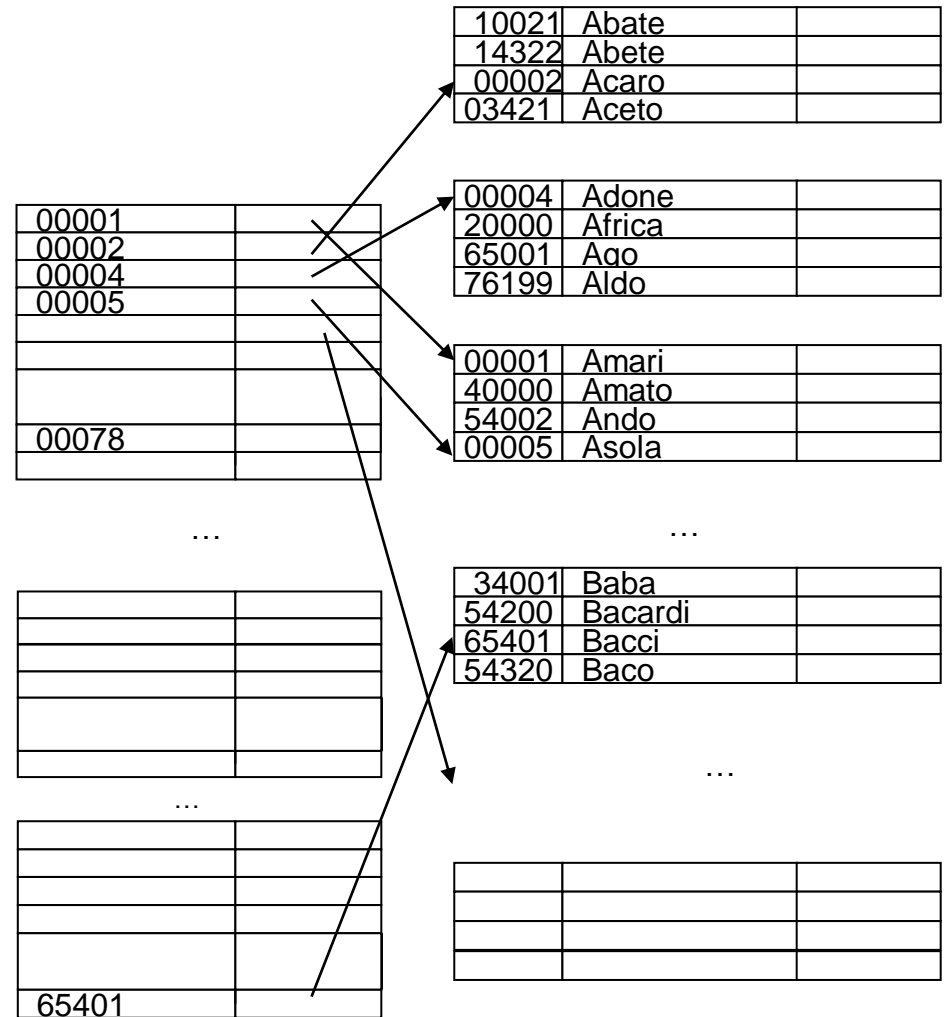 10021 Abate
14322 Abete
00002 Acaro
03421 Aceto
00004 Adone
20000 Africa
65001 Ago
76199 Aldo
00001 Amari
40000 Amato
54002 Ando
00005 Asola
…
34001 Baba
54200 Bacardi
65401 Bacci
54320 Baco
…
00001
00002
00004
00005
00078
…
…
65401